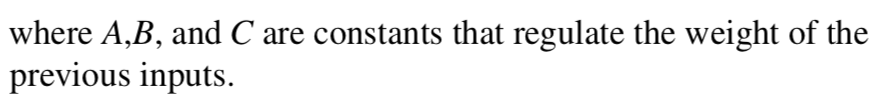 where A,B, and C are constants that regulate the weight of the
previous inputs.